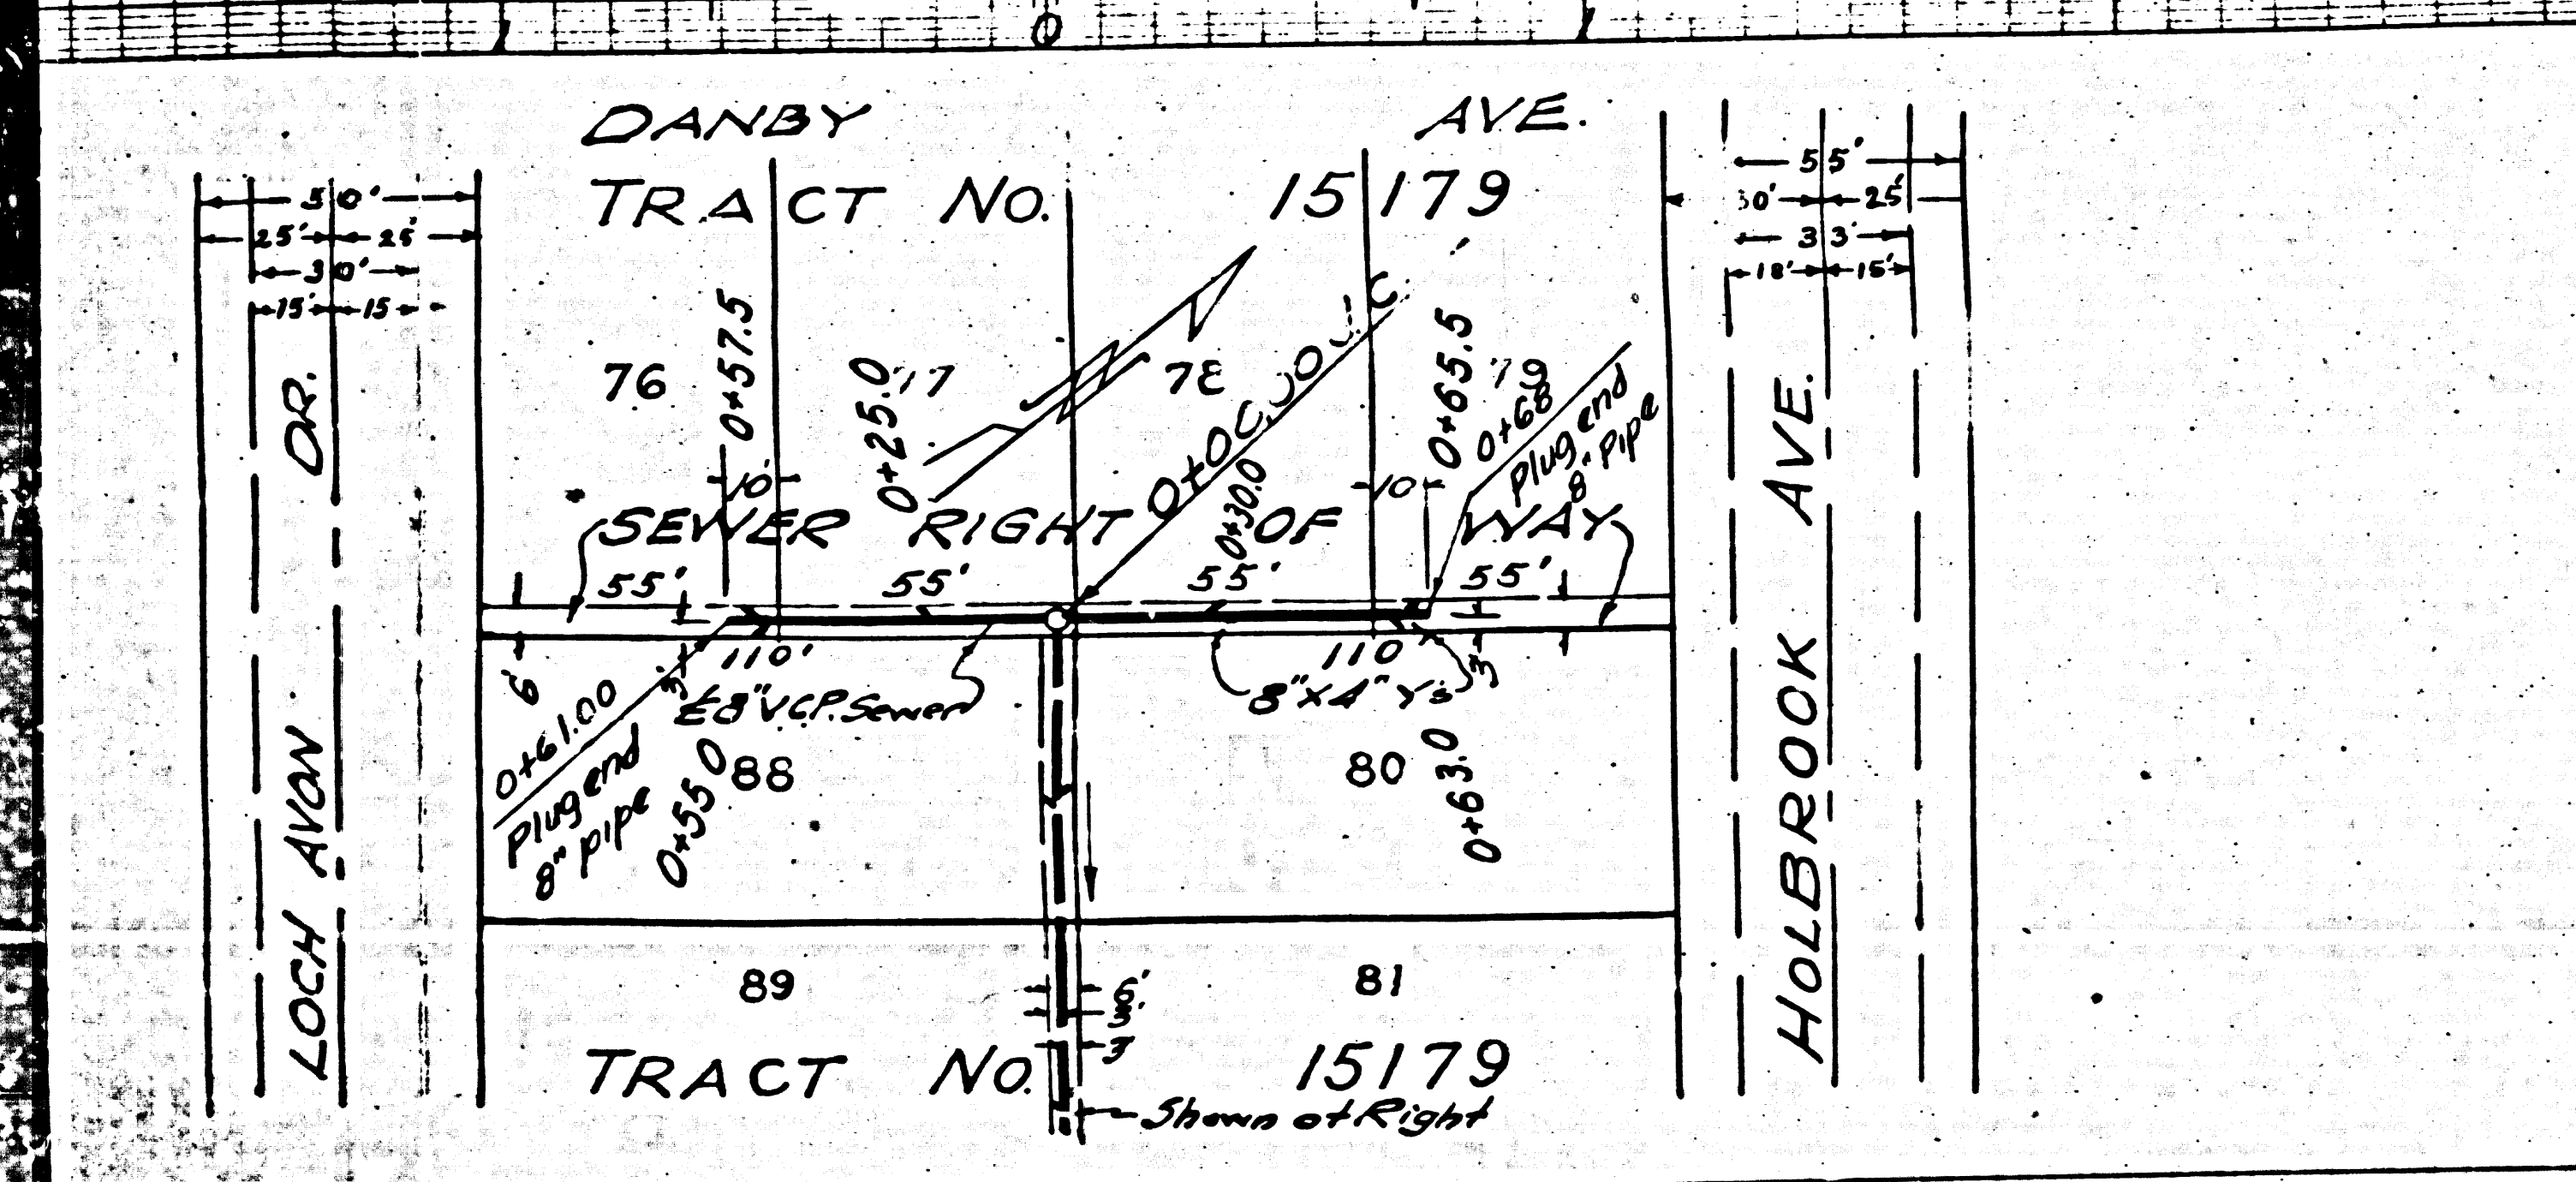 1 0 1
DANBY AVE.
TRACT NO. 15179
50'
25' 25'
30'
15' 15
55'
30' 25'
33'
18' 15'
76
0+57.5
0+25.0
77
78
0+65.5
79
0+68
Plug end
8" Pipe
10'
10
0+30.0
SEWER RIGHT OF WAY
55' 55' 55' 55'
110' 110
6'
3
3
0+61.00
Plug end
8" pipe
℄ 8" V.C.P. Sewer
8"X4" Ys
0+55.0
88
80
0+63.0
89
81
6'
3'
3
TRACT NO. 15179
Shown at Right
LOCH AVON DR.
HOLBROOK AVE.